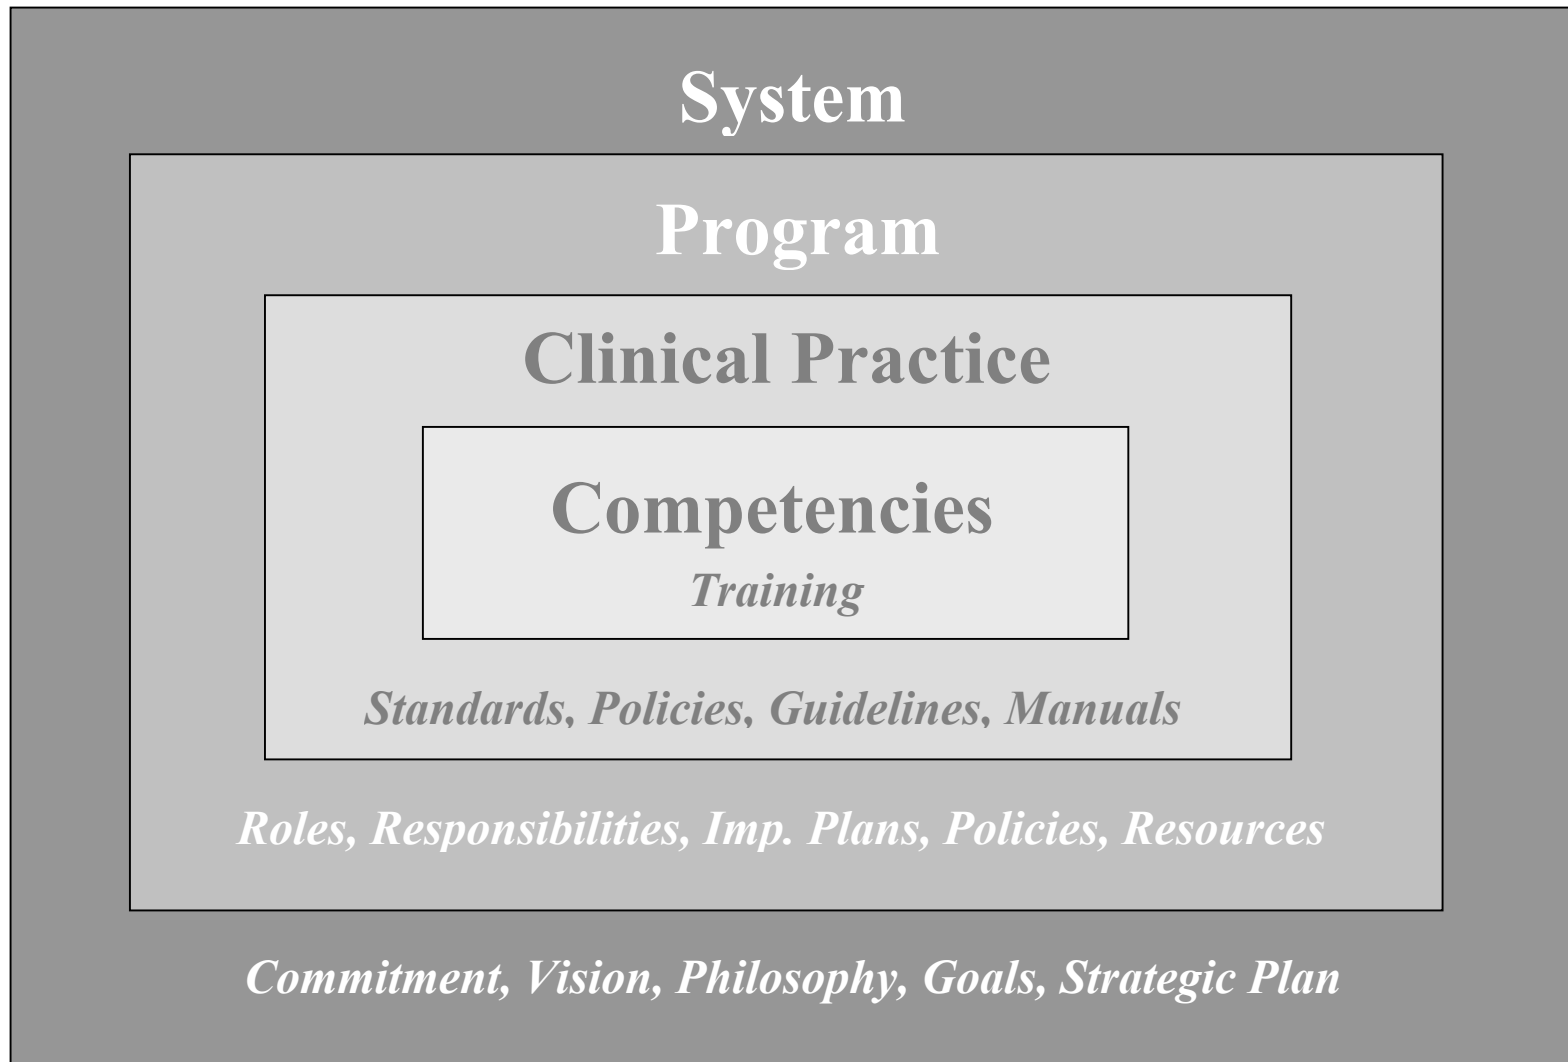 System
Program
Clinical Practice
Competencies
Training
Standards, Policies, Guidelines, Manuals
Roles, Responsibilities, Imp. Plans, Policies, Resources
Commitment, Vision, Philosophy, Goals, Strategic Plan